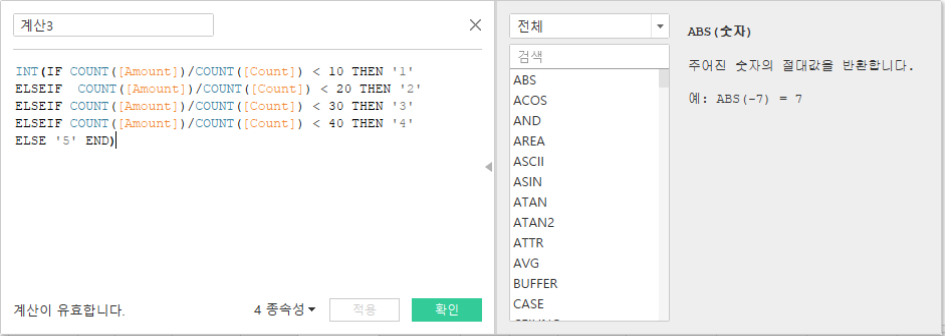 계산3
INT(IF COUNT([Amount])/COUNT([Count]) < 10 THEN '1'
ELSEIF  COUNT([Amount])/COUNT([Count]) < 20 THEN '2'
ELSEIF COUNT([Amount])/COUNT([Count]) < 30 THEN '3'
ELSEIF COUNT([Amount])/COUNT([Count]) < 40 THEN '4'
ELSE '5' END)
계산이 유효합니다.
4 종속성
적용
확인
전체
검색
ABS
ACOS
AND
AREA
ASCII
ASIN
ATAN
ATAN2
ATTR
AVG
BUFFER
CASE
ABS(숫자)
주어진 숫자의 절대값을 반환합니다.
예: ABS(-7) = 7